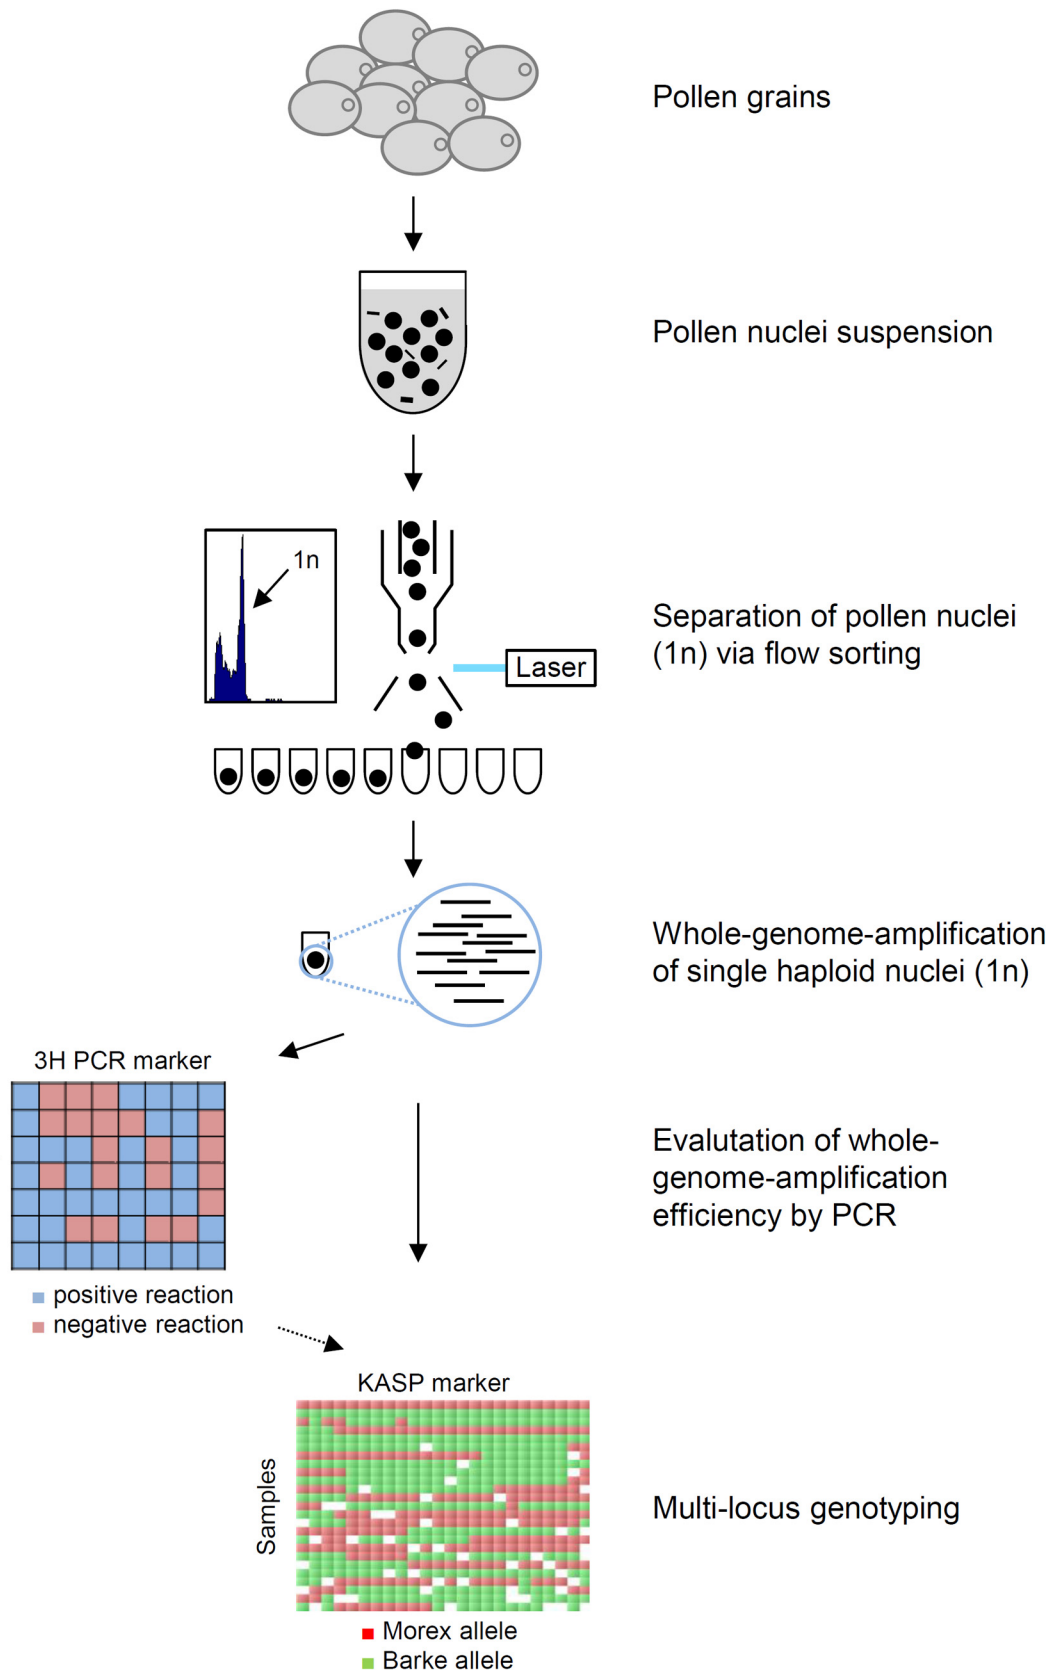 Pollen grains
Pollen nuclei suspension
1n
Laser
Separation of pollen nuclei
(1n) via flow sorting
Whole-genome-amplification
of single haploid nuclei (1n)
3H PCR marker
Evalutation of whole-
genome-amplification
efficiency by PCR
positive reaction
negative reaction
KASP marker
Samples
Multi-locus genotyping
Morex allele
Barke allele